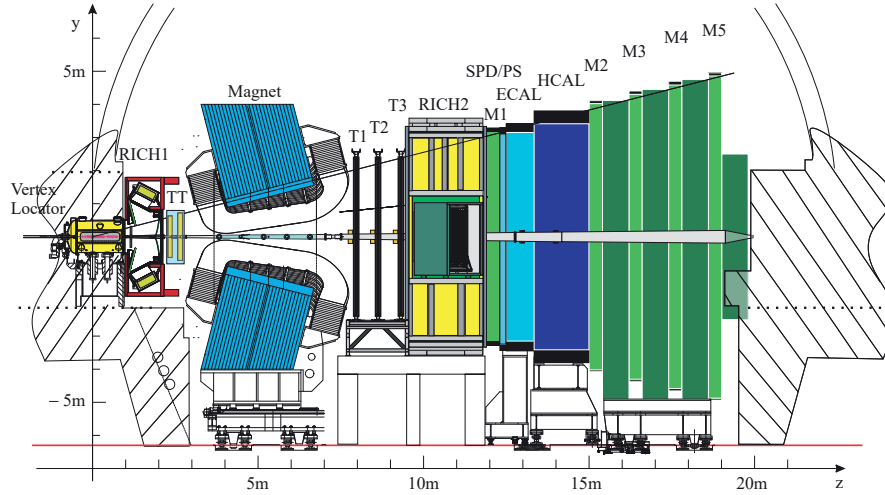 y
5m
Vertex
Locator
RICH1
TT
Magnet
T1
T2
T3
RICH2
M1
SPD/PS
ECAL
HCAL
M2
M3
M4
M5
– 5m
5m
10m
15m
20m
z